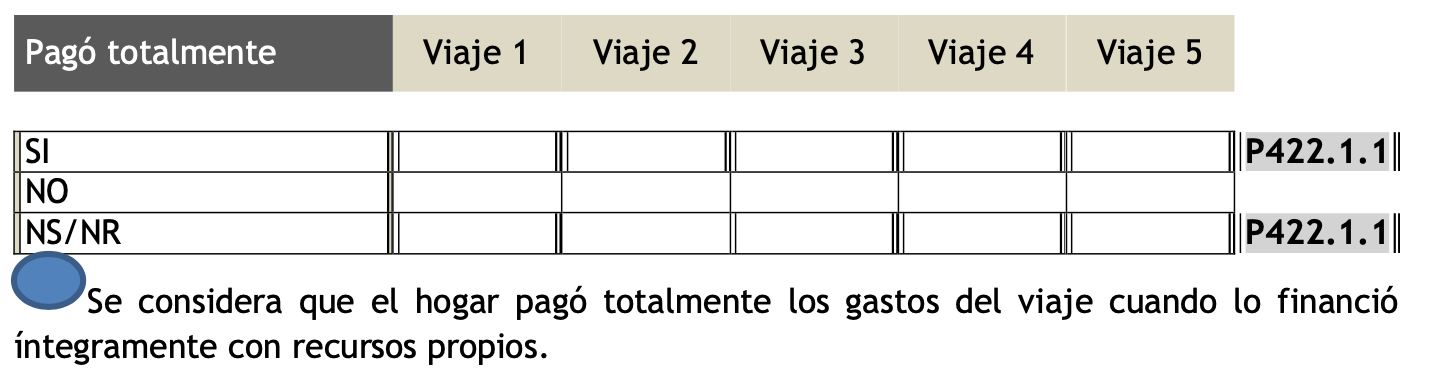 Pagó totalmente Viaje 1 Viaje 2 Viaje 3 Viaje 4 Viaje 5
SI P422.1.1
NO
NS/NR P422.1.1
Se considera que el hogar pagó totalmente los gastos del viaje cuando lo financió
íntegramente con recursos propios.